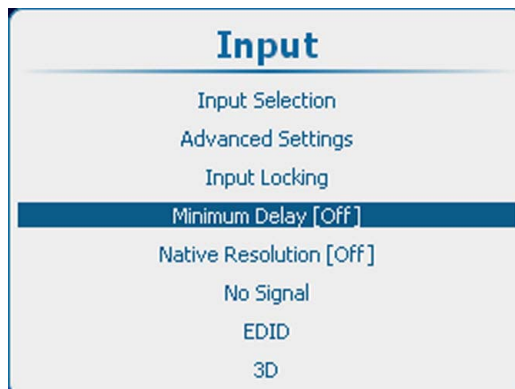 Input
Input Selection
Advanced Settings
Input Locking
Minimum Delay [Off]
Native Resolution [Off]
No Signal
EDID
3D